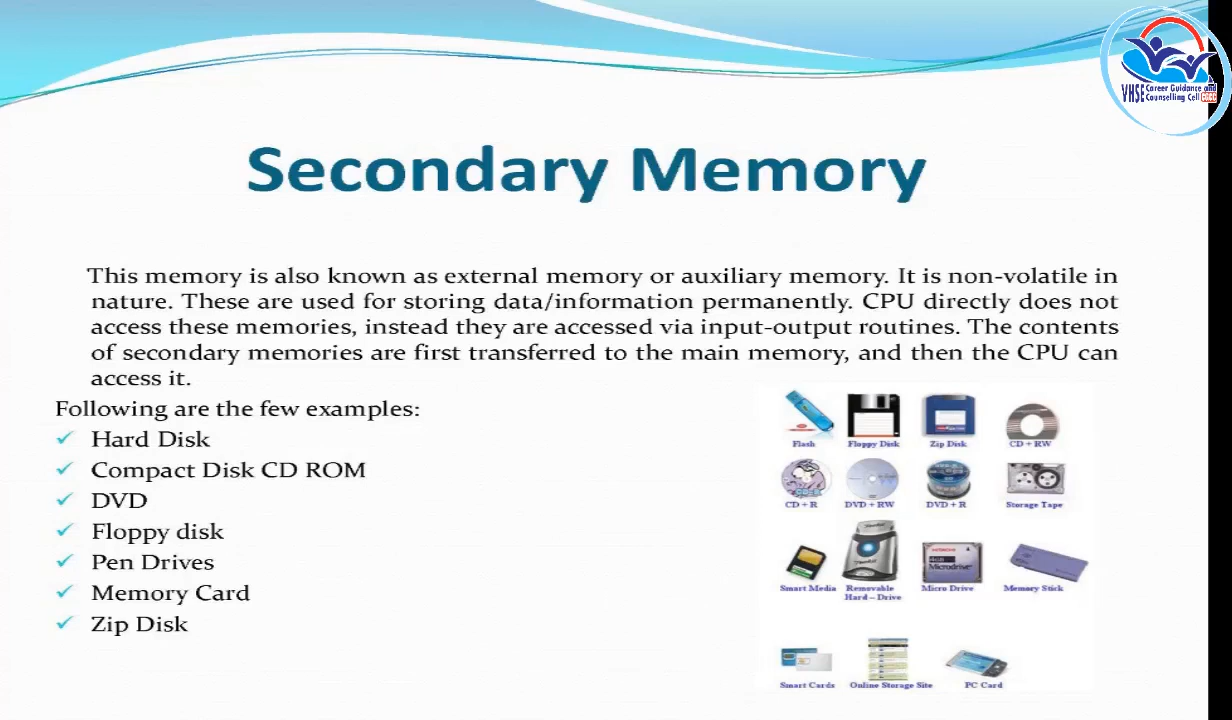 VHSE Career Guidance and
Counselling Cell
Secondary Memory
This memory is also known as external memory or auxiliary memory. It is non-volatile in
nature. These are used for storing data/information permanently. CPU directly does not
access these memories, instead they are accessed via input-output routines. The contents
of secondary memories are first transferred to the main memory, and then the CPU can
access it.
Following are the few examples:
✓ Hard Disk
✓ Compact Disk CD ROM
✓ DVD
✓ Floppy disk
✓ Pen Drives
✓ Memory Card
✓ Zip Disk
Flash Floppy Disk Zip Disk CD + RW
CD + R DVD + RW DVD + R Storage Tape
Smart Media Removable Micro Drive Memory Stick
Hard – Drive
Smart Cards Online Storage Site PC Card
HITACHI
Microdrive